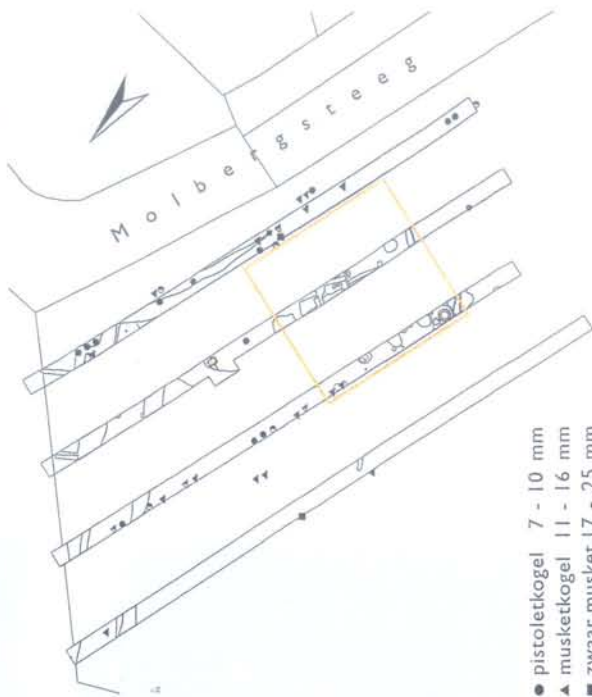 Molbergsteeg
● pistoletkogel 7 - 10 mm
▲ musketkogel 11 - 16 mm
■ zwaar musket 17 - 25 mm